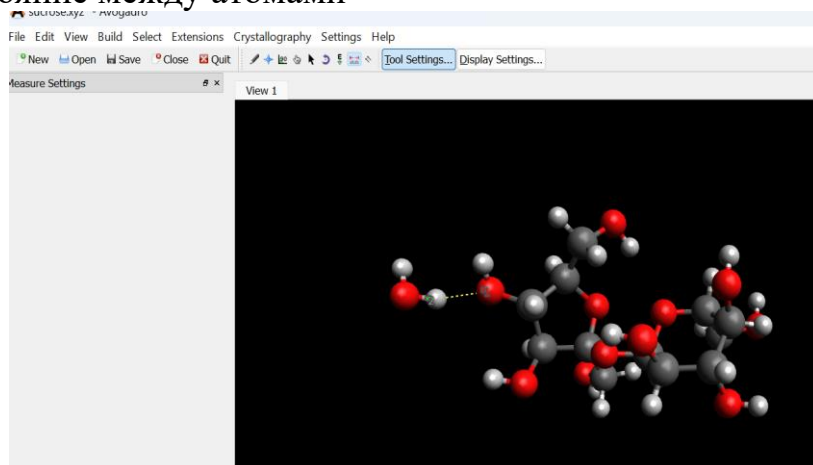 между атомами
sucrose.xyz - Avogadro
File Edit View Build Select Extensions Crystallography Settings Help
New Open Save Close Quit Tool Settings... Display Settings...
Measure Settings
View 1